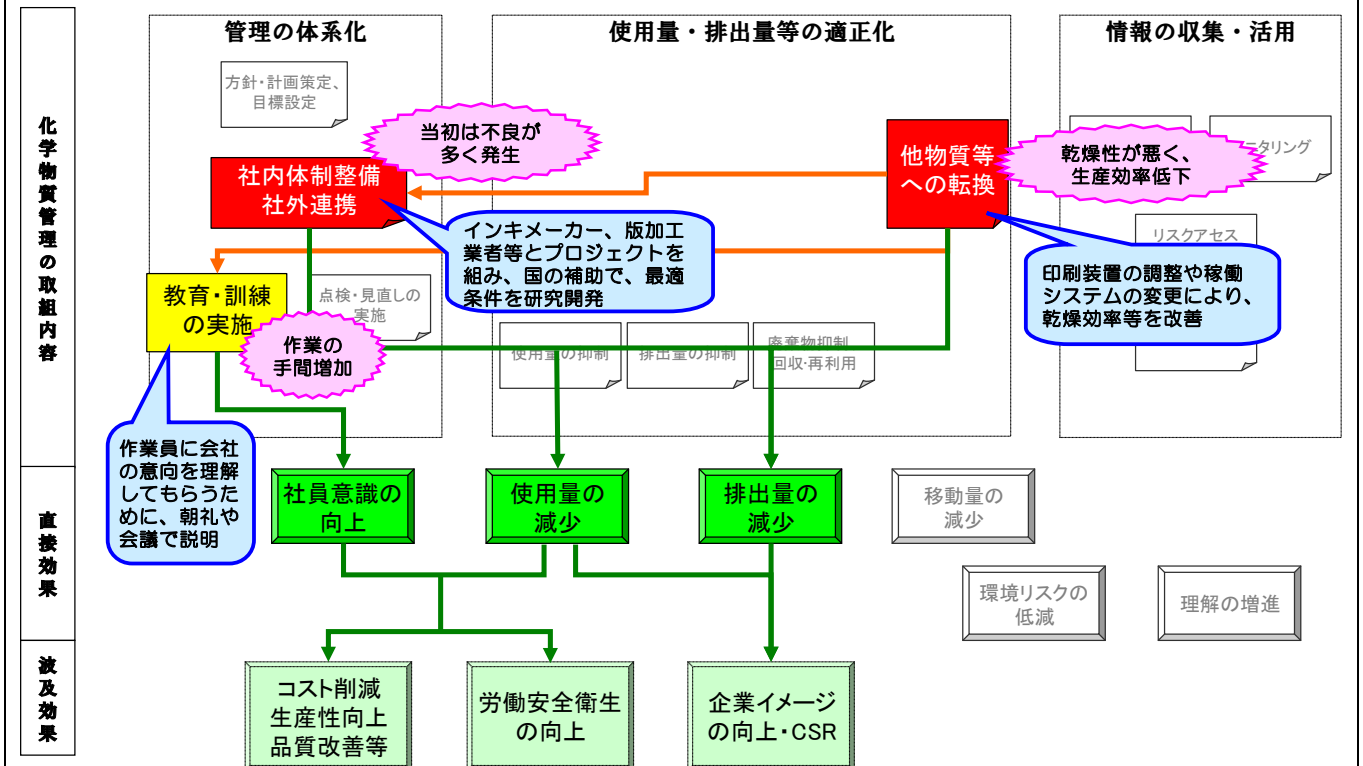 管理の体系化
使用量・排出量等の適正化
情報の収集・活用
化学物質管理の取組内容
方針・計画策定、
目標設定
当初は不良が
多く発生
社内体制整備
社外連携
他物質等
への転換
乾燥性が悪く、
生産効率低下
タリング
インキメーカー、版加工
業者等とプロジェクトを
組み、国の補助で、最適
条件を研究開発
リスクアセス
印刷装置の調整や稼働
システムの変更により、
乾燥効率等を改善
教育・訓練
の実施
点検・見直しの
実施
作業の
手間増加
使用量の抑制
排出量の抑制
廃棄物抑制
回収・再利用
作業員に会社
の意向を理解
してもらうため
に、朝礼や
会議で説明
直接効果
社員意識の
向上
使用量の
減少
排出量の
減少
移動量の
減少
環境リスクの
低減
理解の増進
波及効果
コスト削減
生産性向上
品質改善等
労働安全衛生
の向上
企業イメージ
の向上・CSR